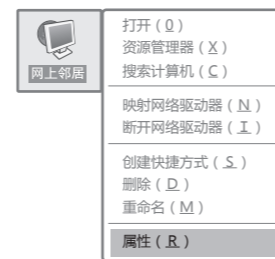 网上邻居
打开（0）
资源管理器（X）
搜索计算机（C）
映射网络驱动器（N）
断开网络驱动器（I）
创建快捷方式（S）
删除（D）
重命名（M）
属性（R）